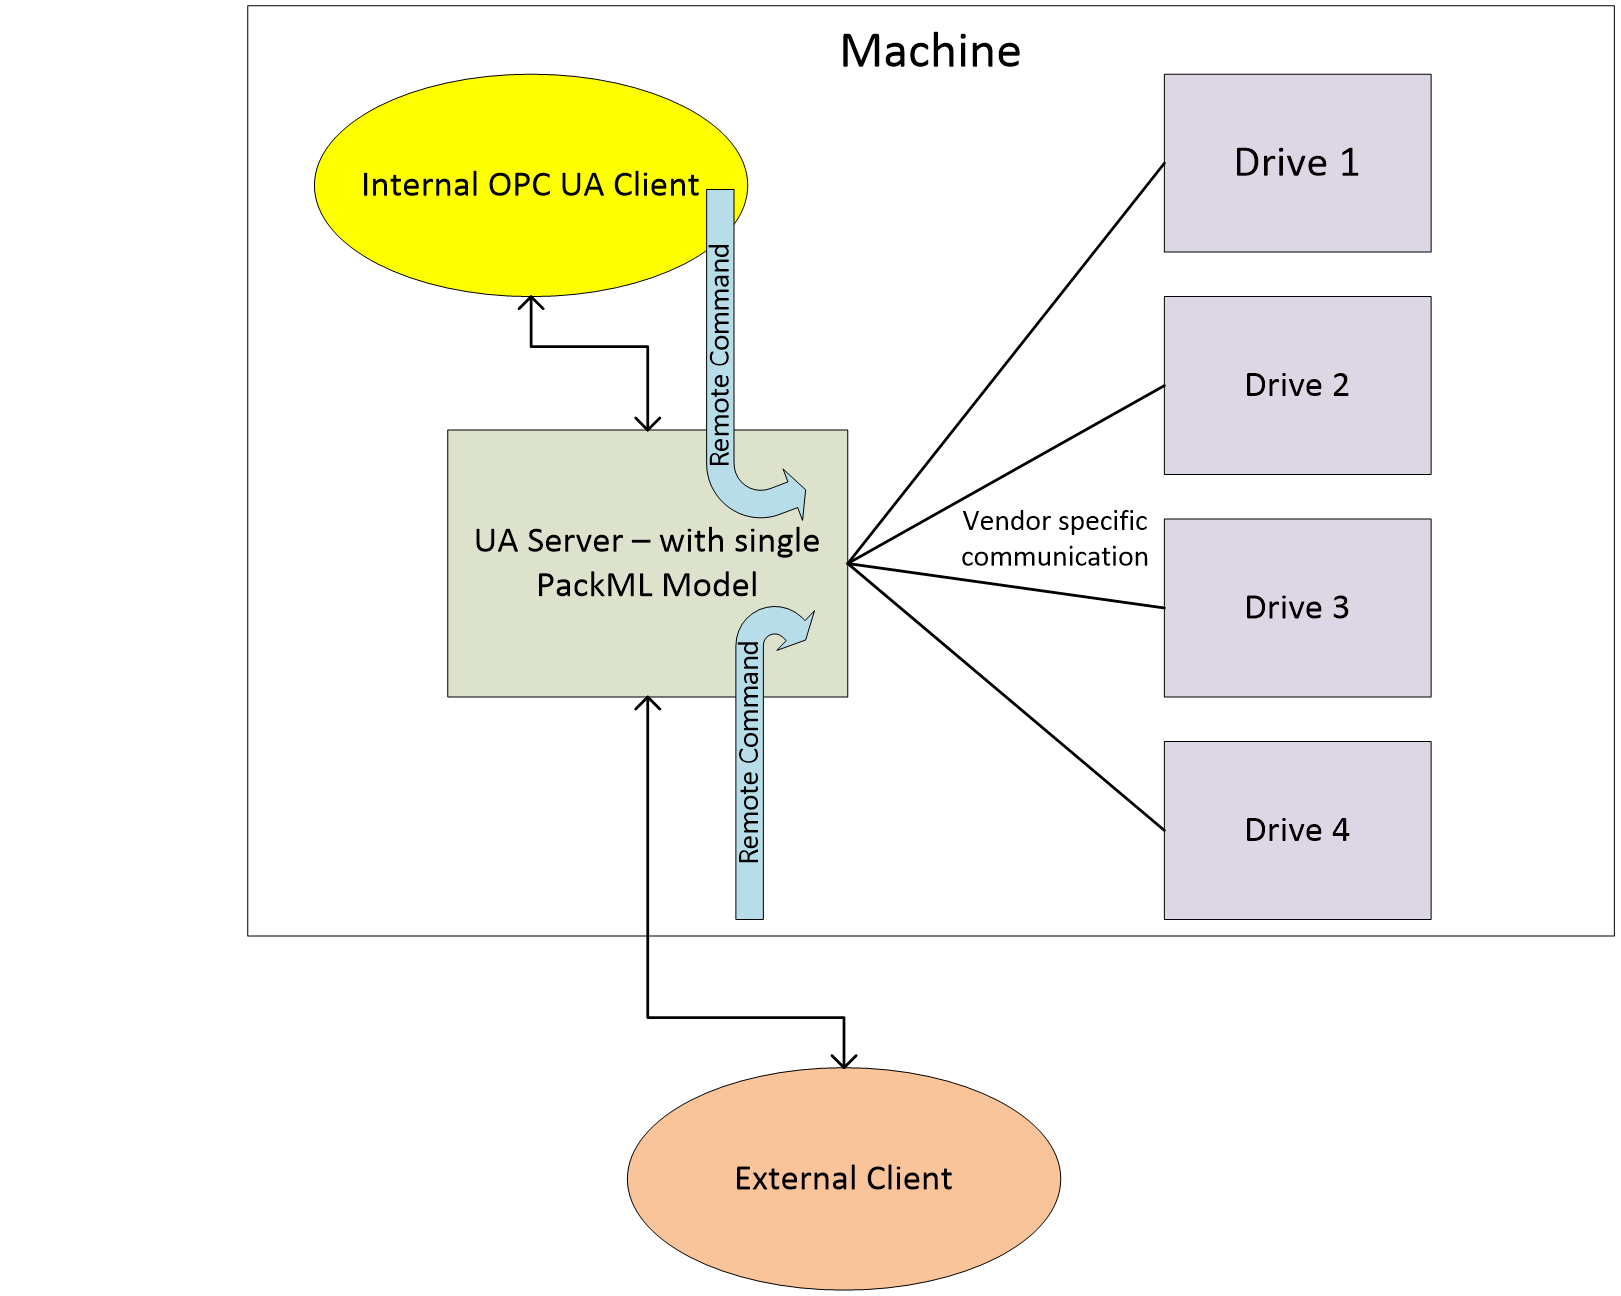 Machine
Internal OPC UA Client
Remote Command
UA Server – with single
PackML Model
Remote Command
Vendor specific
communication
Drive 1
Drive 2
Drive 3
Drive 4
External Client